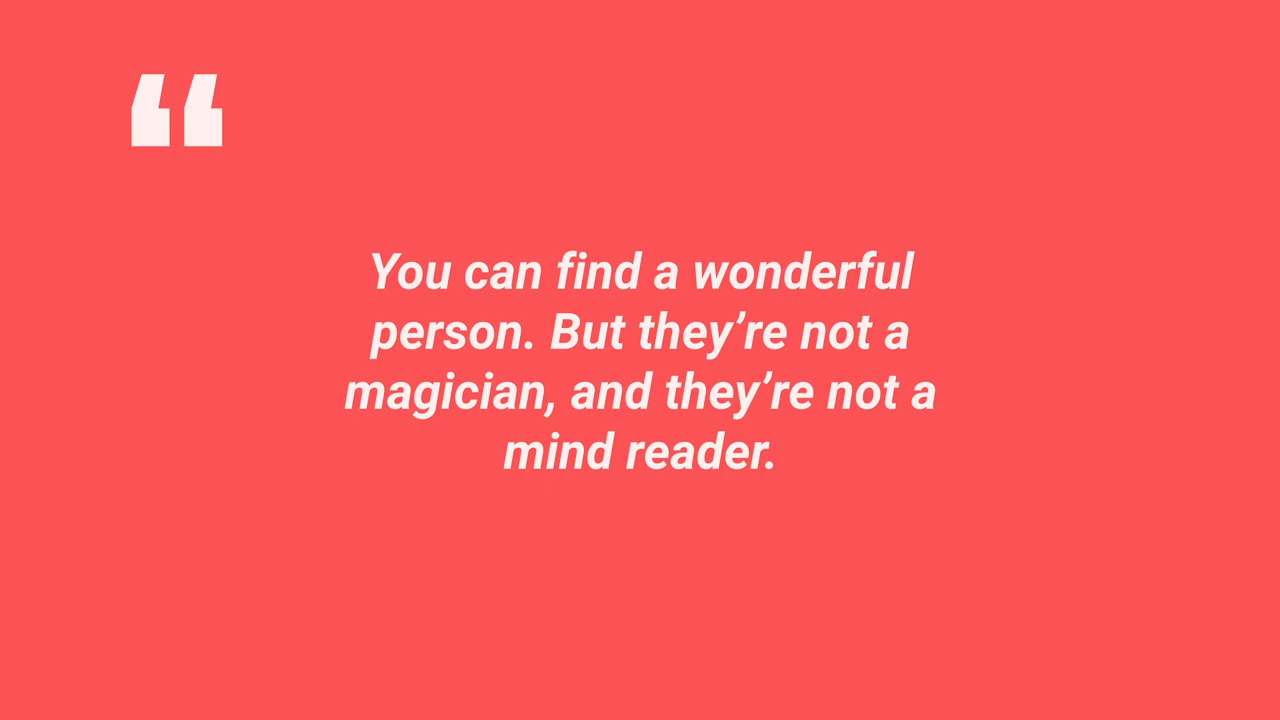 “
You can find a wonderful
person. But they’re not a
magician, and they’re not a
mind reader.